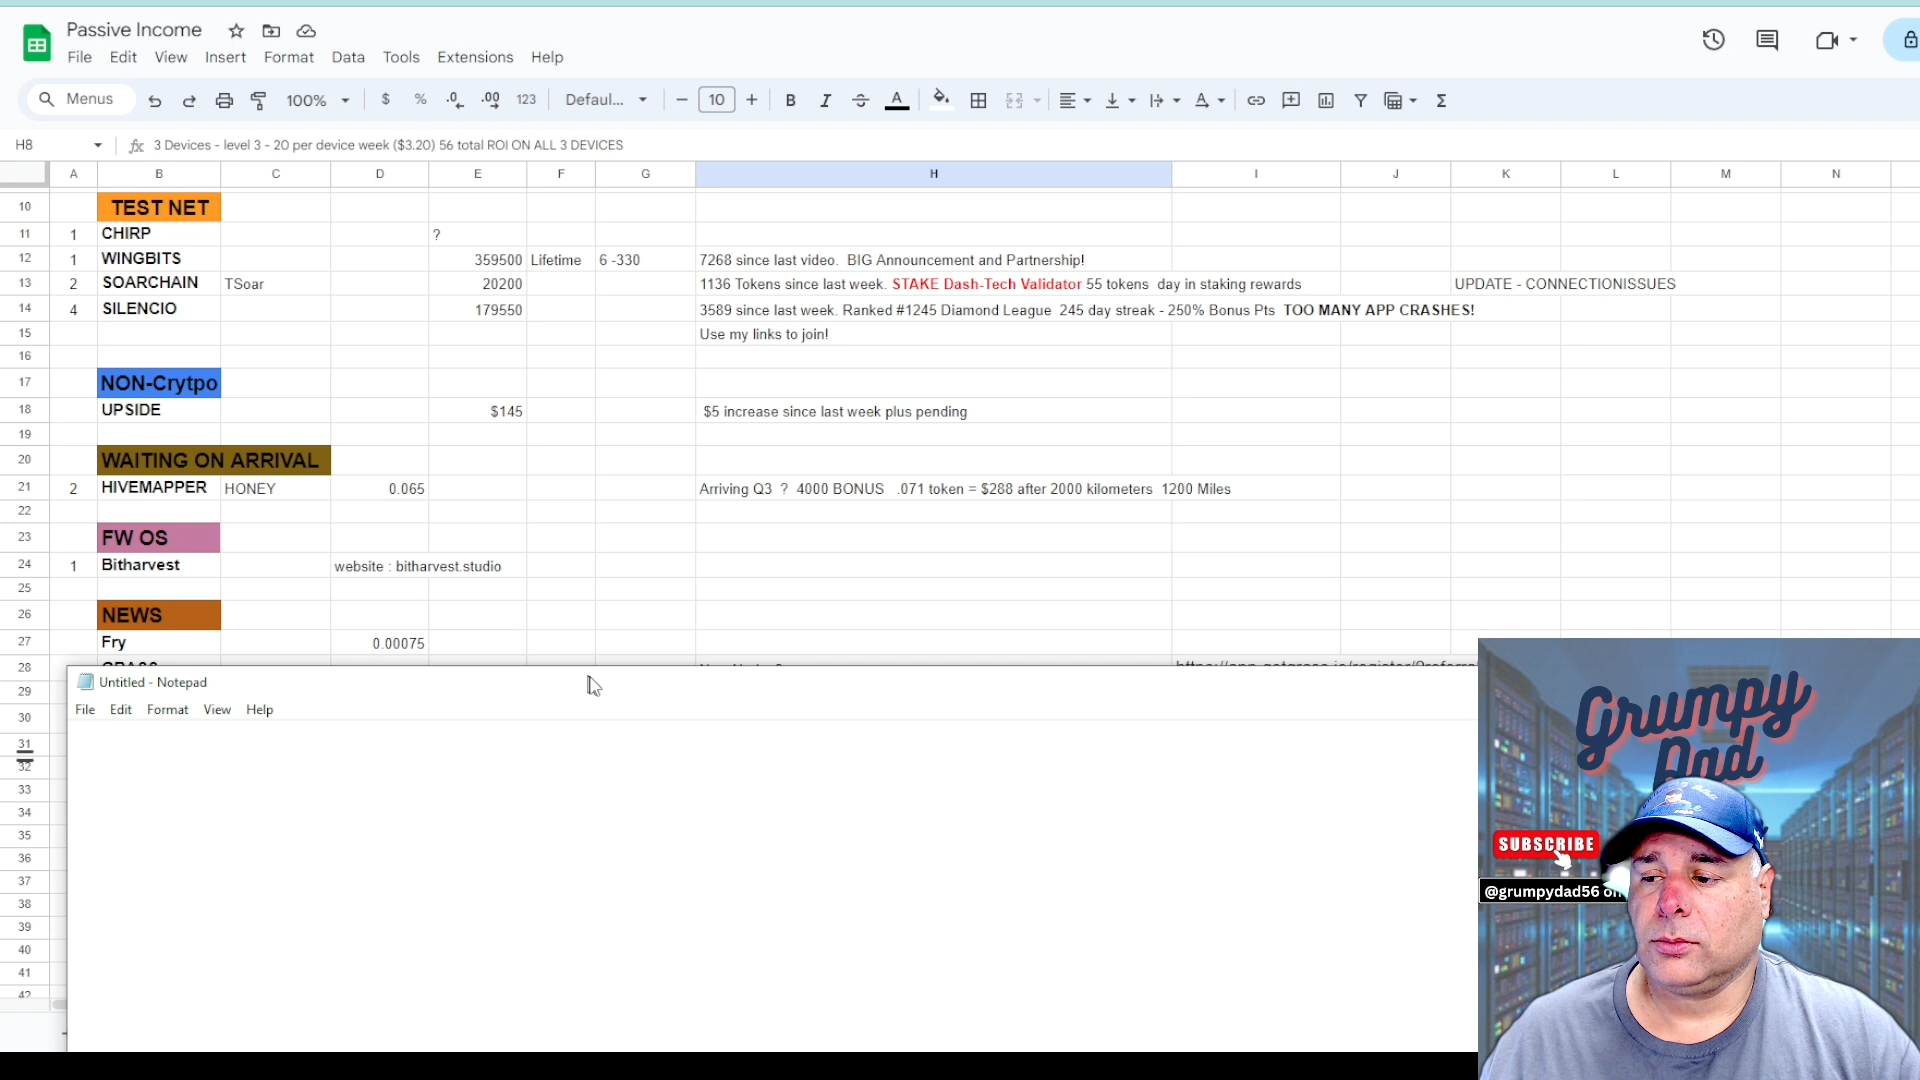 Passive Income
File Edit View Insert Format Data Tools Extensions Help
Menus 100% $ % .0 .00 123 Defaul... 10 B I A Σ
H8 fx 3 Devices - level 3 - 20 per device week ($3.20) 56 total ROI ON ALL 3 DEVICES
A B C D E F G H I J K L M N
10 TEST NET
11 1 CHIRP ?
12 1 WINGBITS 359500 Lifetime 6 -330 7268 since last video. BIG Announcement and Partnership!
13 2 SOARCHAIN TSoar 20200 1136 Tokens since last week. STAKE Dash-Tech Validator 55 tokens day in staking rewards UPDATE - CONNECTIONISSUES
14 4 SILENCIO 179550 3589 since last week. Ranked #1245 Diamond League 245 day streak - 250% Bonus Pts TOO MANY APP CRASHES!
15 Use my links to join!
16
17 NON-Crytpo
18 UPSIDE $145 $5 increase since last week plus pending
19
20 WAITING ON ARRIVAL
21 2 HIVEMAPPER HONEY 0.065 Arriving Q3 ? 4000 BONUS .071 token = $288 after 2000 kilometers 1200 Miles
22
23 FW OS
24 1 Bitharvest website : bitharvest.studio
25
26 NEWS
27 Fry 0.00075
28
29
30
31
32
33
34
35
36
37
38
39
40
41
42
Untitled - Notepad
File Edit Format View Help
Grumpy
Dad
SUBSCRIBE
@grumpydad56